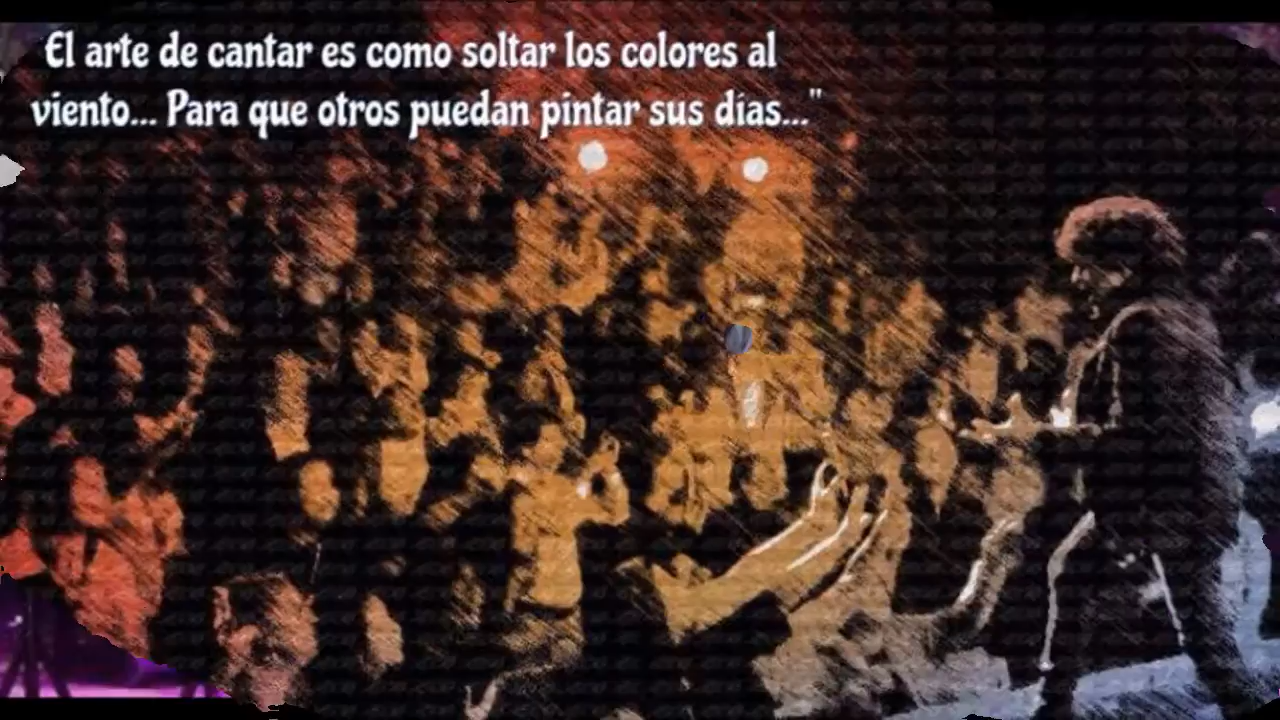 El arte de cantar es como soltar los colores al
viento... Para que otros puedan pintar sus días..."